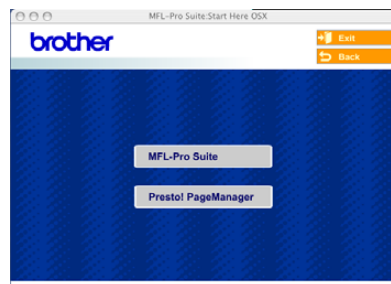 MFL-Pro Suite:Start Here OSX
brother
Exit
Back
MFL-Pro Suite
Presto! PageManager